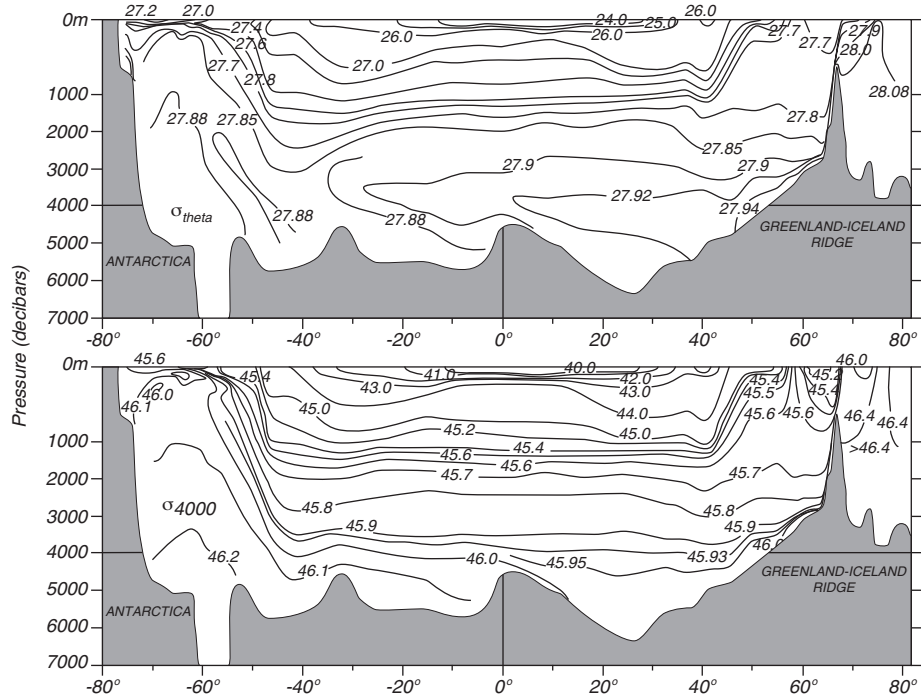 27.2 27.0 24.0 25.0 26.0
0m 27.4 26.0 26.0 27.7 27.9
27.6 27.7 28.0
27.7 27.0
27.8 28.08
1000
27.88 27.85 27.8
2000
27.85
3000 27.9 27.9
27.92
4000 27.88 27.88 27.94
σtheta
5000 GREENLAND-ICELAND
ANTARCTICA RIDGE
6000
7000
-80° -60° -40° -20° 0° 20° 40° 60° 80°
Pressure (decibars)
45.6 46.0
0m 45.4 41.0 40.0 45.4 45.2
46.0 43.0 42.0 45.5 45.4
46.1 43.0
45.0 44.0 45.6 45.6 46.4 46.4
45.2 45.0
1000 45.4 >46.4
45.6 45.6
2000 45.7 45.7
45.8 45.8
3000 σ4000
45.9 45.9
46.0
4000 46.2 46.0 45.95 45.93
46.1
5000 GREENLAND-ICELAND
ANTARCTICA RIDGE
6000
7000
-80° -60° -40° -20° 0° 20° 40° 60° 80°